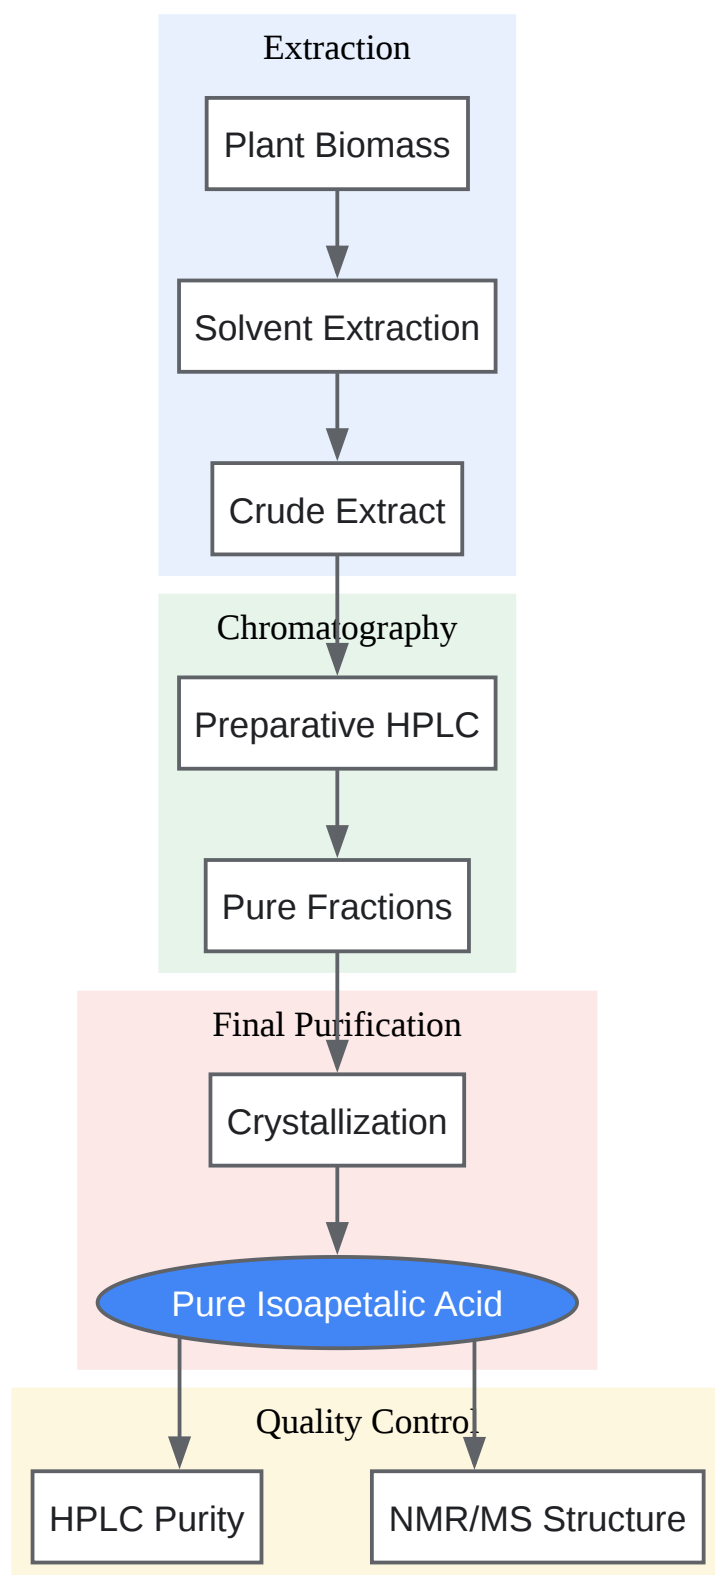 Extraction
Plant Biomass
Solvent Extraction
Crude Extract
Chromatography
Preparative HPLC
Pure Fractions
Final Purification
Crystallization
Pure Isoapetalic Acid
Quality Control
HPLC Purity
NMR/MS Structure